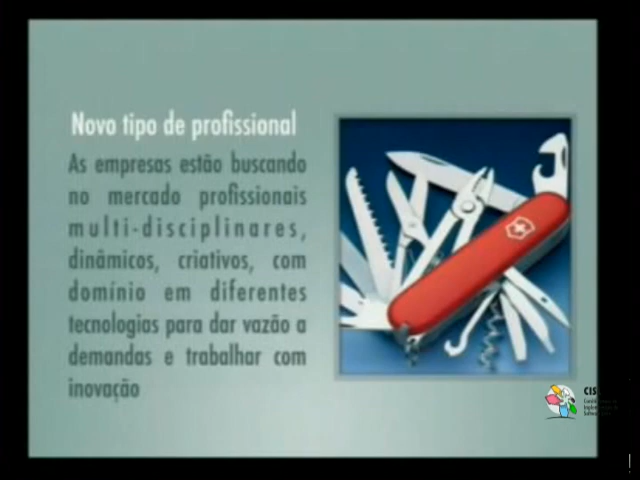 Novo tipo de profissional
As empresas estão buscando
no mercado profissionais
multi-disciplinares,
dinâmicos, criativos, com
domínio em diferentes
tecnologias para dar vazão a
demandas e trabalhar com
inovação
CIS